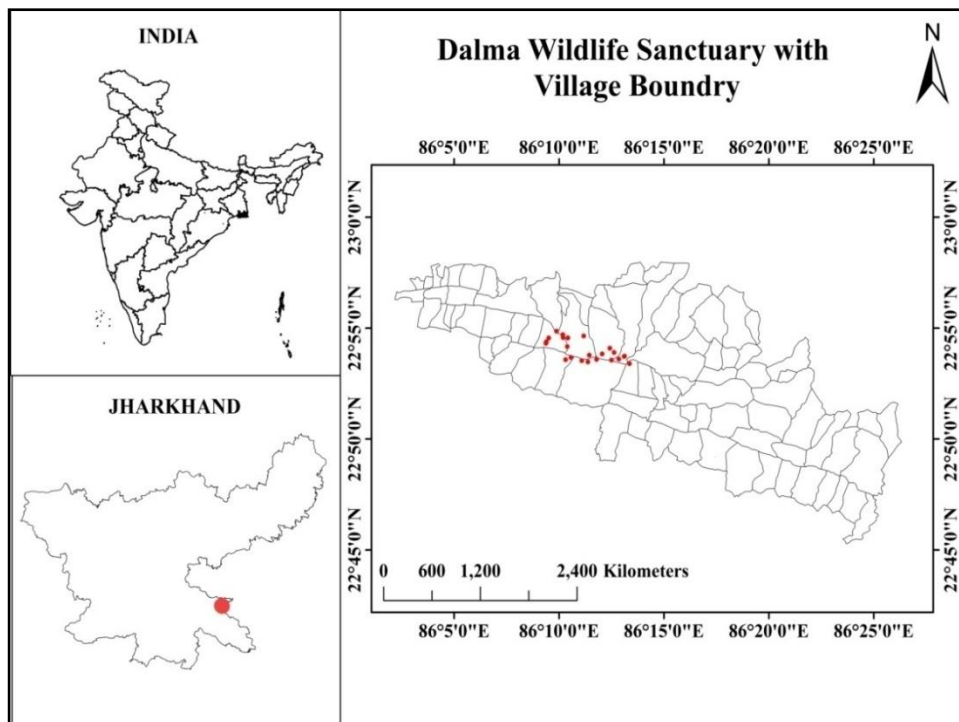 INDIA
JHARKHAND
Dalma Wildlife Sanctuary with
Village Boundry
N
86°5'0"E 86°10'0"E 86°15'0"E 86°20'0"E 86°25'0"E
23°0'0"N 23°0'0"N
22°55'0"N 22°55'0"N
22°50'0"N 22°50'0"N
22°45'0"N 22°45'0"N
0 600 1,200 2,400 Kilometers
86°5'0"E 86°10'0"E 86°15'0"E 86°20'0"E 86°25'0"E